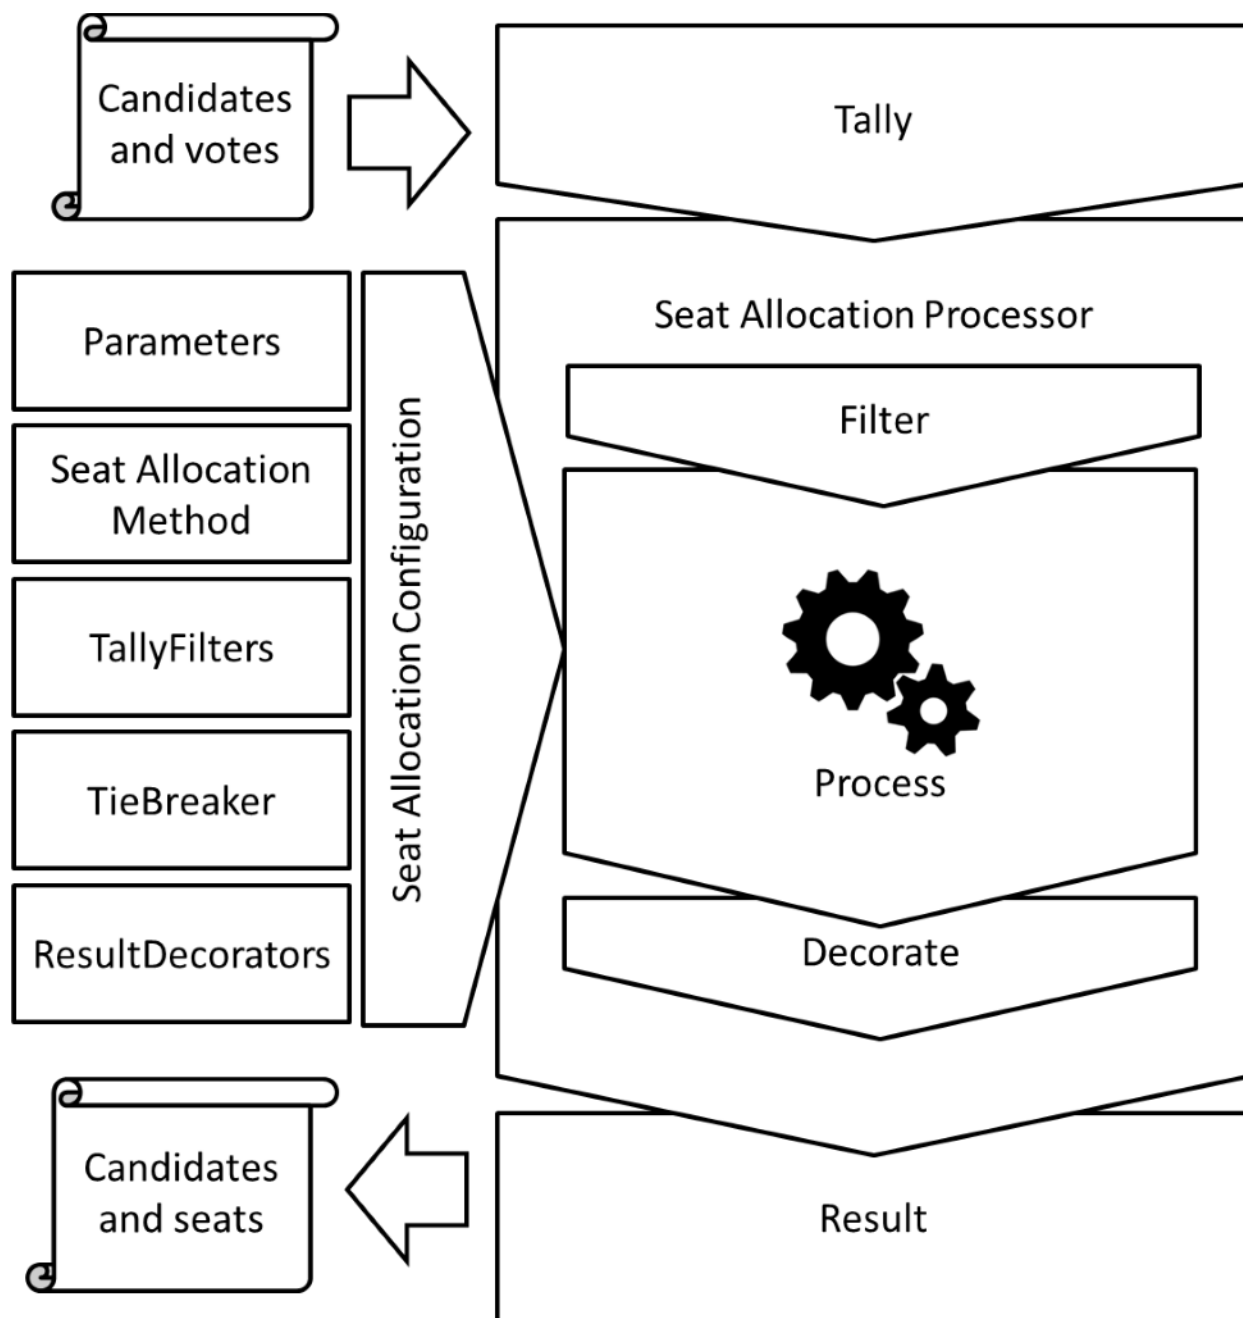 Candidates
and votes
Tally
Parameters
Seat Allocation
Method
TallyFilters
TieBreaker
ResultDecorators
Seat Allocation Configuration
Seat Allocation Processor
Filter
Process
Decorate
Candidates
and seats
Result